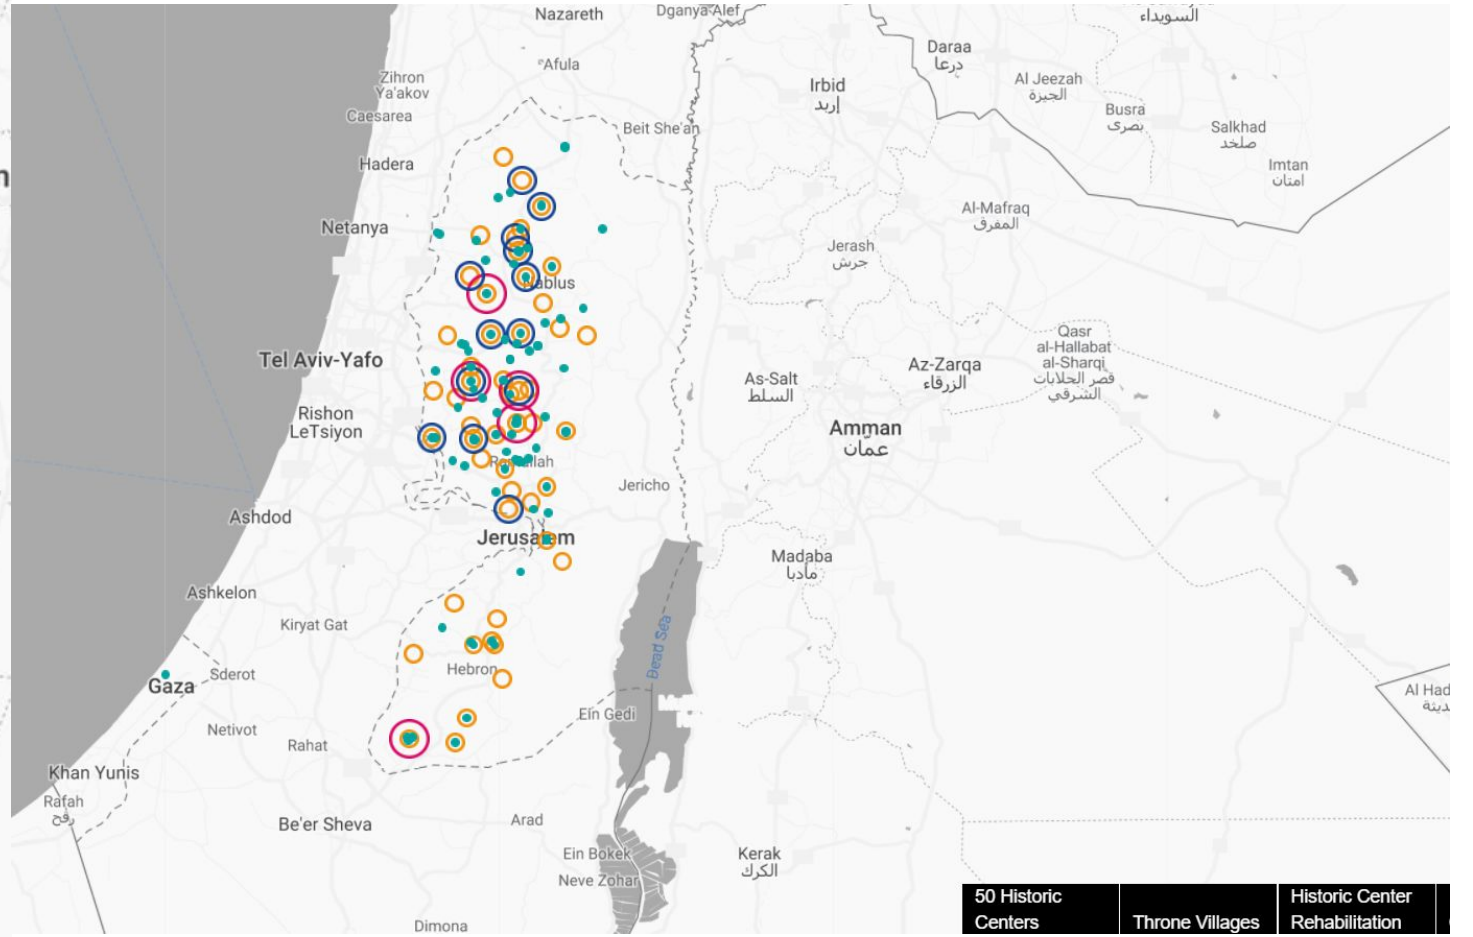 Nazareth
Dganya Alef
السويداء
Daraa
درعا
Afula
Zihron
Ya'akov
Irbid
إربد
Al Jeezah
الجيزة
Caesarea
Beit She'an
Busra
بصرى
Salkhad
صلخد
Hadera
Imtan
امتان
Netanya
Al-Mafraq
المفرق
Jerash
جرش
Nablus
Tel Aviv-Yafo
Qasr
al-Hallabat
al-Sharqi
قصر الحلابات
الشرقي
As-Salt
السلط
Az-Zarqa
الزرقاء
Rishon
LeTsiyon
Amman
عمّان
Ramallah
Jericho
Ashdod
Jerusalem
Madaba
مادبا
Ashkelon
Kiryat Gat
Dead Sea
Hebron
Sderot
Gaza
Al Had
Ein Gedi
Netivot
Rahat
Khan Yunis
Rafah
رفح
Be'er Sheva
Arad
Ein Bokek
Kerak
الكرك
Neve Zohar
50 Historic
Centers
Throne Villages
Historic Center
Rehabilitation
Dimona